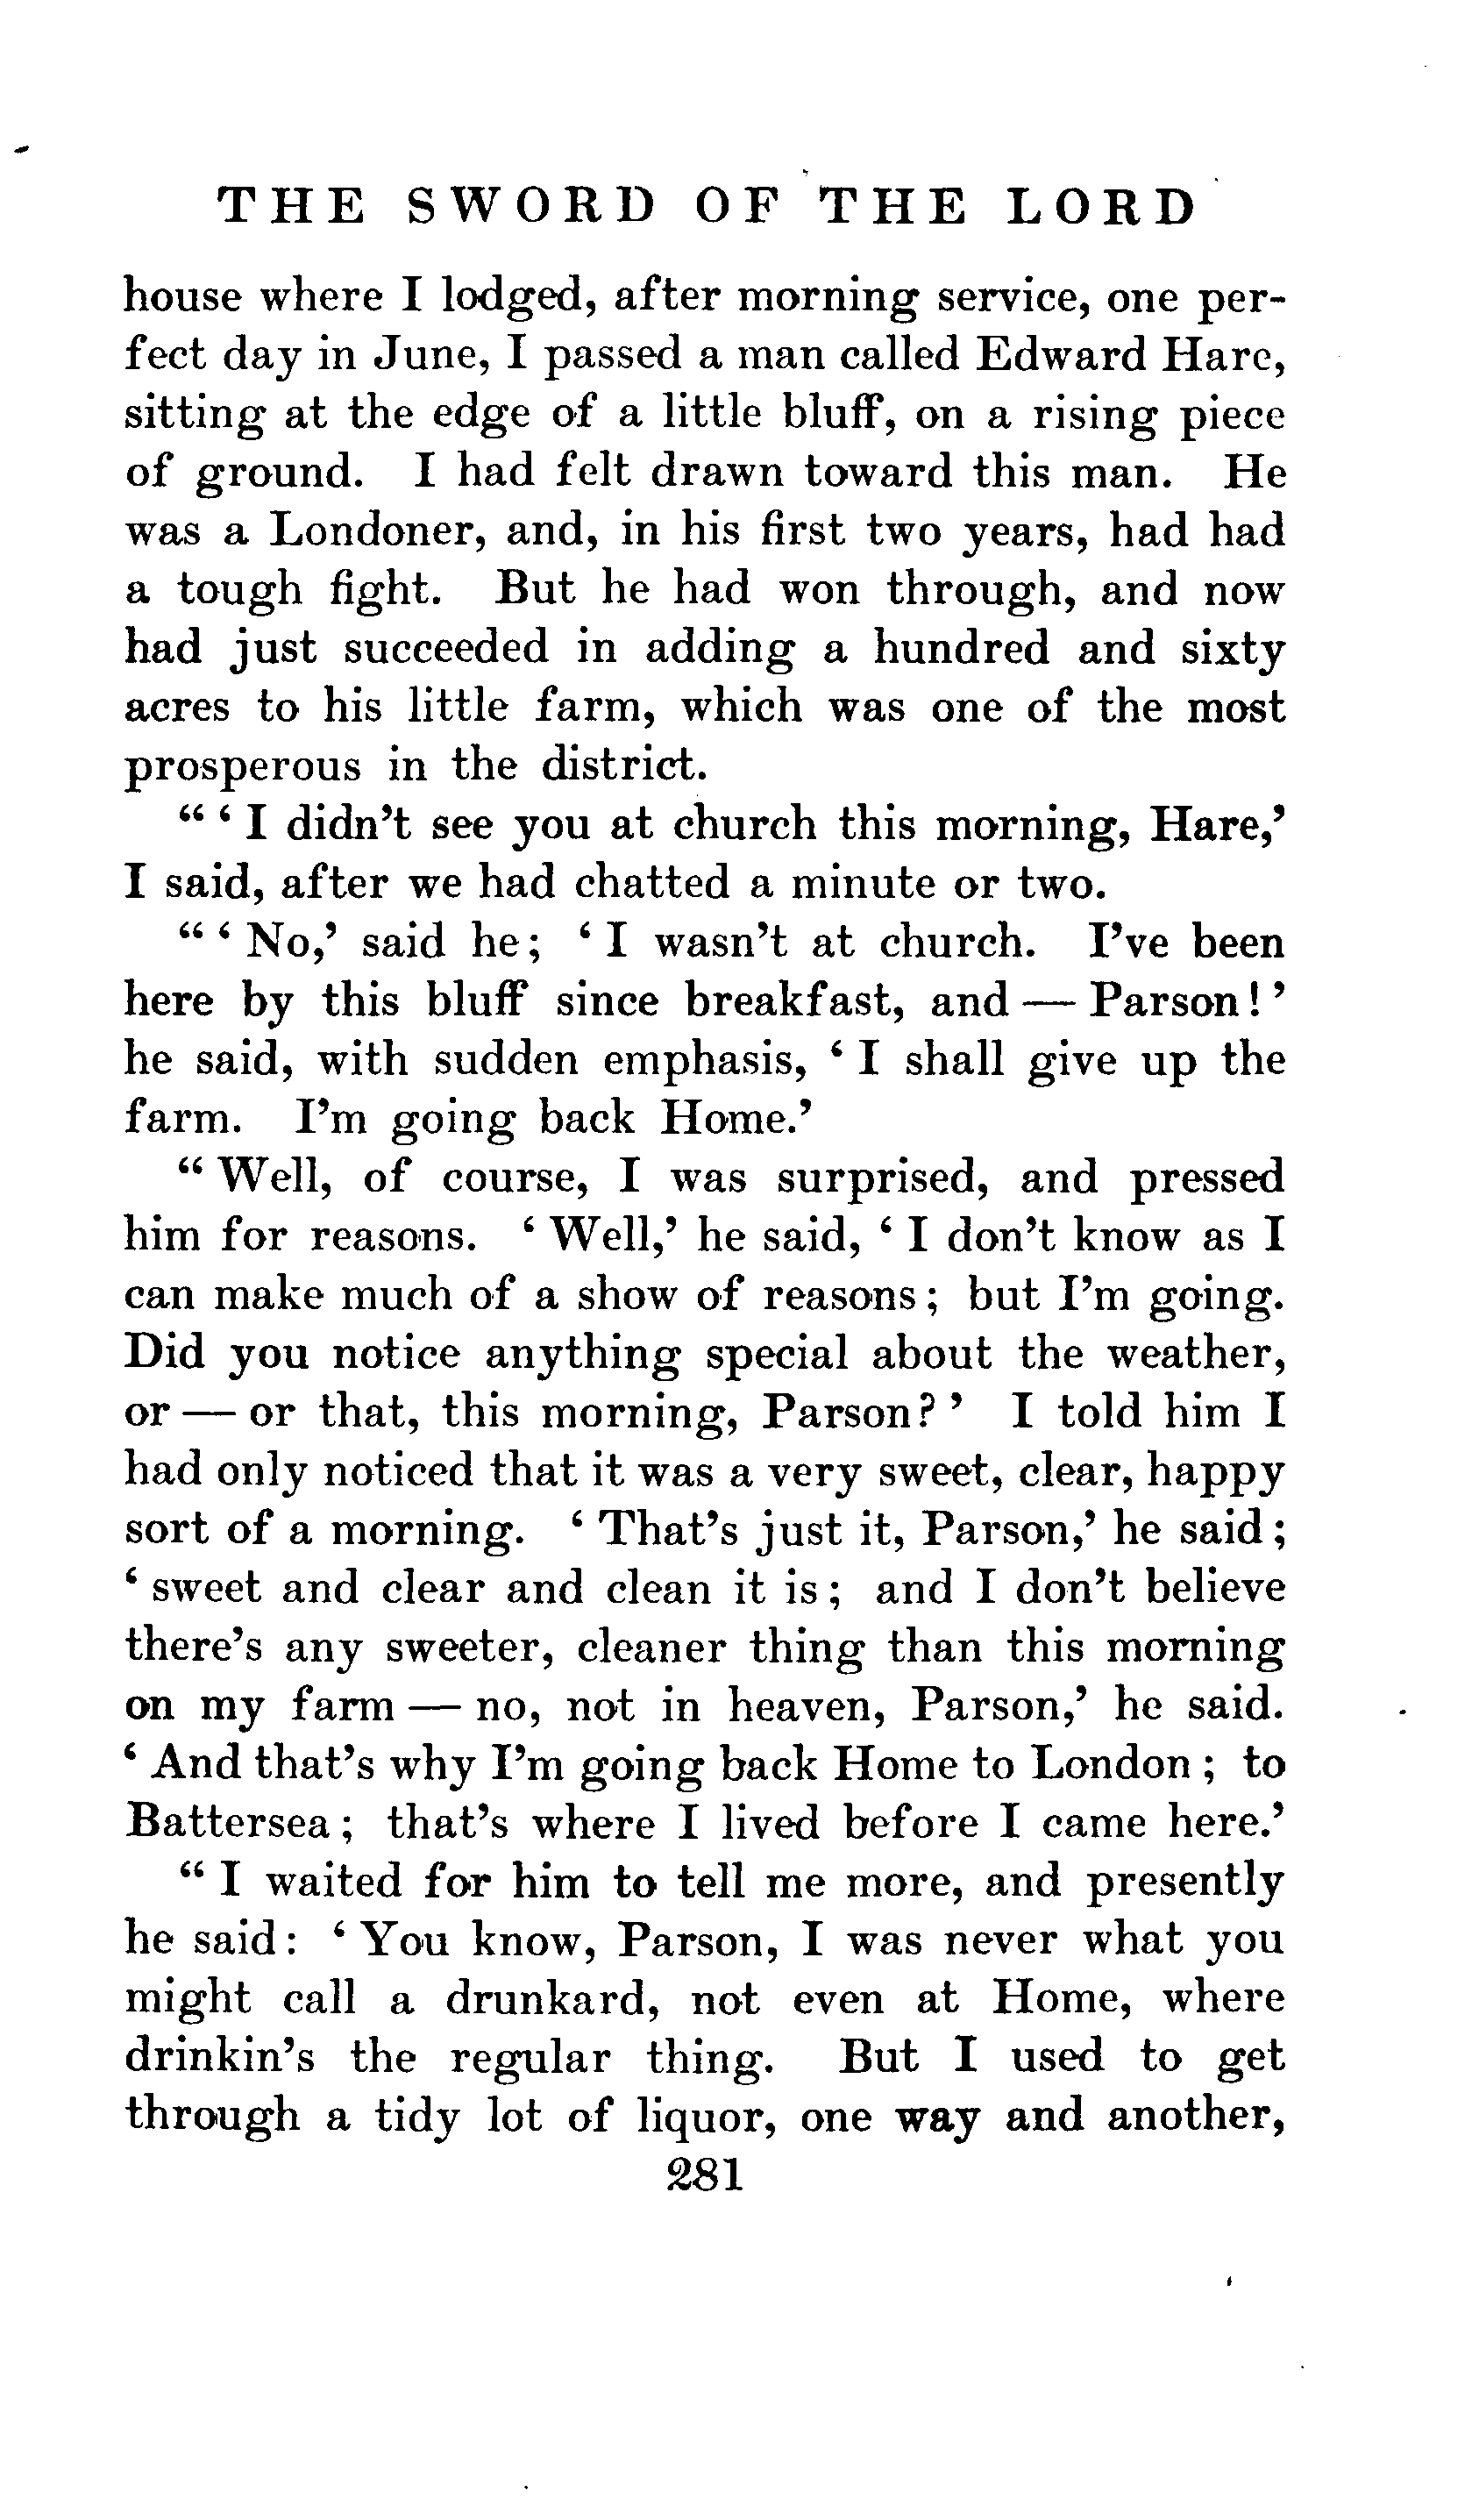 THE SWORD OF THE LORD
house where I lodged, after morning service, one per-
fect day in June, I passed a man called Edward Hare,
sitting at the edge of a little bluff, on a rising piece
of ground. I had felt drawn toward this man. He
was a Londoner, and, in his first two years, had had
a tough fight. But he had won through, and now
had just succeeded in adding a hundred and sixty
acres to his little farm, which was one of the most
prosperous in the district.
“ ‘ I didn’t see you at church this morning, Hare,’
I said, after we had chatted a minute or two.
“ ‘ No,’ said he; ‘ I wasn’t at church. I’ve been
here by this bluff since breakfast, and — Parson! ’
he said, with sudden emphasis, ‘ I shall give up the
farm. I’m going back Home.’
“ Well, of course, I was surprised, and pressed
him for reasons. ‘ Well,’ he said, ‘ I don’t know as I
can make much of a show of reasons; but I’m going.
Did you notice anything special about the weather,
or — or that, this morning, Parson? ’ I told him I
had only noticed that it was a very sweet, clear, happy
sort of a morning. ‘ That’s just it, Parson,’ he said;
‘ sweet and clear and clean it is; and I don’t believe
there’s any sweeter, cleaner thing than this morning
on my farm — no, not in heaven, Parson,’ he said.
‘ And that’s why I’m going back Home to London; to
Battersea; that’s where I lived before I came here.’
“ I waited for him to tell me more, and presently
he said: ‘ You know, Parson, I was never what you
might call a drunkard, not even at Home, where
drinkin’s the regular thing. But I used to get
through a tidy lot of liquor, one way and another,
281